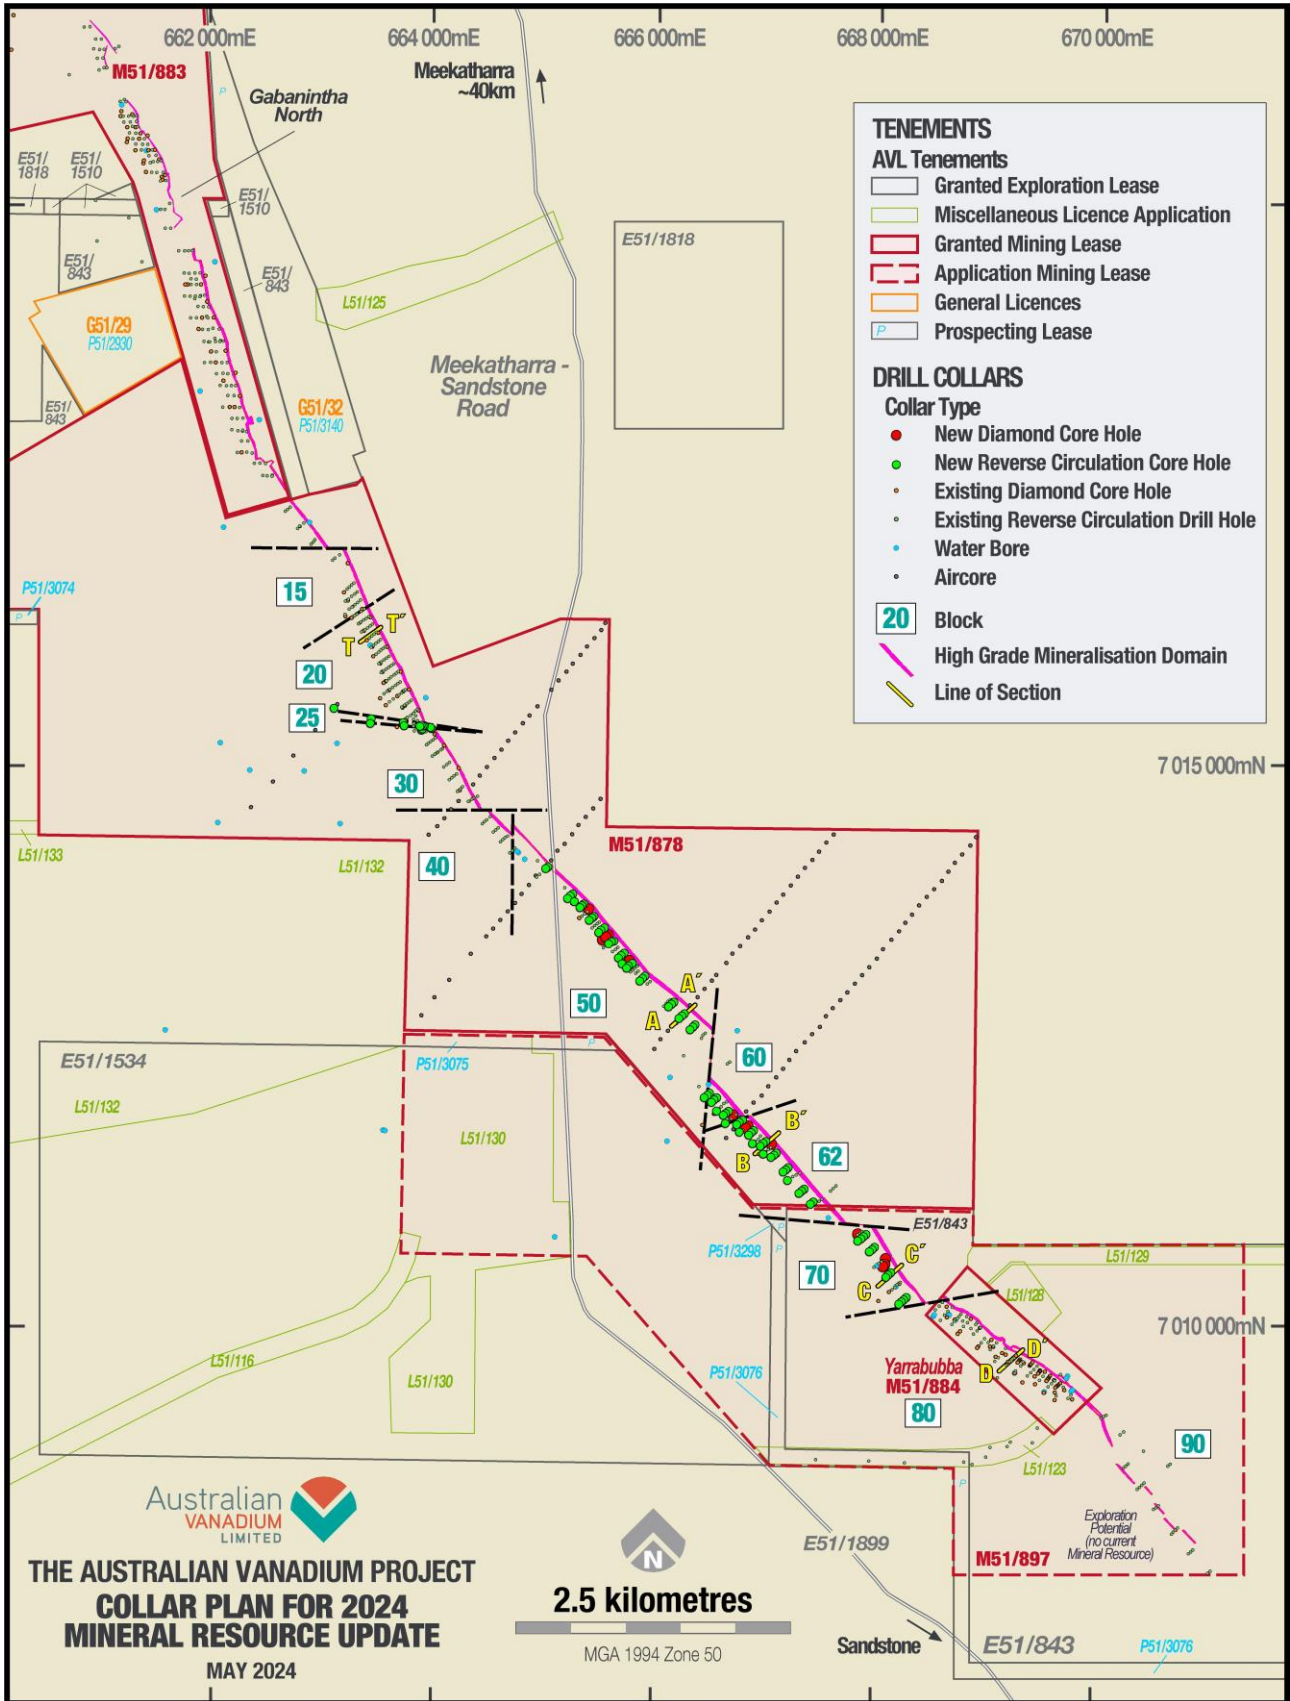 662 000mE
664 000mE
666 000mE
668 000mE
670 000mE
M51/883
Meekatharra
~40km
Gabanintha
North
P
E51/
1818
E51/
1510
E51/
1510
E51/
843
E51/
843
E51/
843
G51/29
P51/2930
G51/32
P51/3140
L51/125
E51/1818
Meekatharra -
Sandstone
Road
TENEMENTS
AVL Tenements
Granted Exploration Lease
Miscellaneous Licence Application
Granted Mining Lease
Application Mining Lease
General Licences
P
Prospecting Lease
DRILL COLLARS
Collar Type
New Diamond Core Hole
New Reverse Circulation Core Hole
Existing Diamond Core Hole
Existing Reverse Circulation Drill Hole
Water Bore
Aircore
20
Block
High Grade Mineralisation Domain
Line of Section
P51/3074
P
15
T
T´
20
25
30
7 015 000mN
L51/133
L51/132
40
M51/878
50
A
A´
60
E51/1534
P51/3075
P
L51/132
L51/130
B
B´
62
E51/843
P51/3298
P
P
70
C
C´
L51/129
L51/128
7 010 000mN
L51/116
L51/130
P51/3076
Yarrabubba
M51/884
D
D´
80
90
L51/123
P
Exploration
Potential
(no current
Mineral Resource)
M51/897
E51/1899
Australian
VANADIUM
LIMITED
THE AUSTRALIAN VANADIUM PROJECT
COLLAR PLAN FOR 2024
MINERAL RESOURCE UPDATE
MAY 2024
N
2.5 kilometres
MGA 1994 Zone 50
Sandstone
E51/843
P51/3076